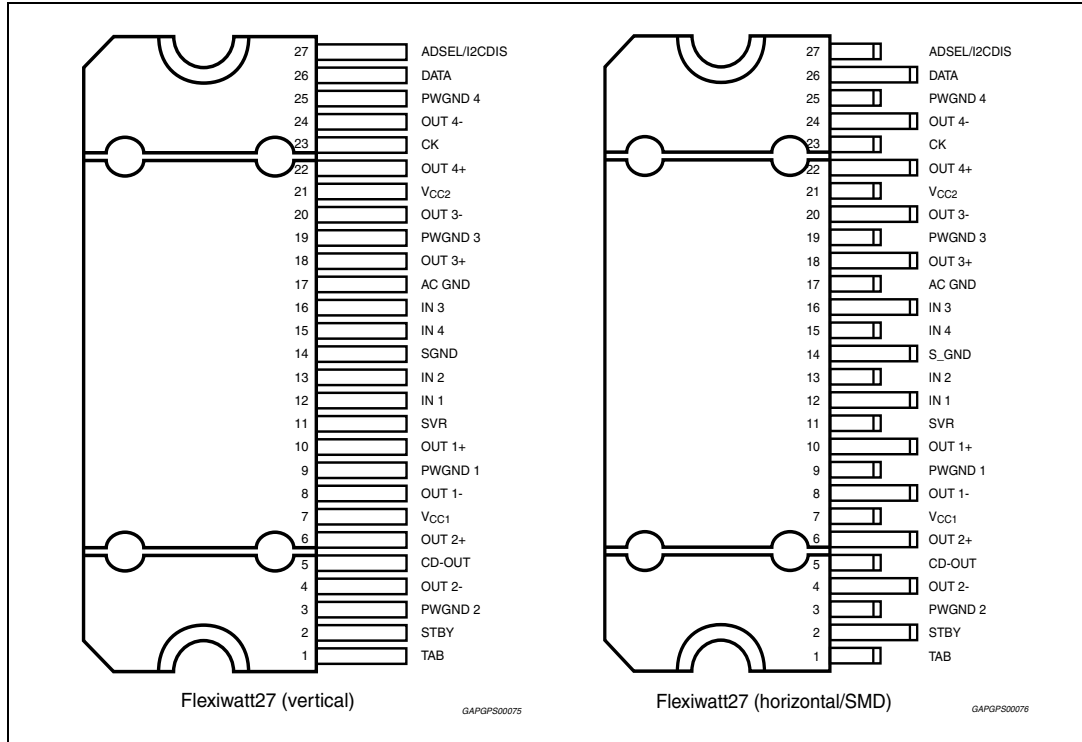 27 ADSEL/I2CDIS
26 DATA
25 PWGND 4
24 OUT 4-
23 CK
22 OUT 4+
21 VCC2
20 OUT 3-
19 PWGND 3
18 OUT 3+
17 AC GND
16 IN 3
15 IN 4
14 SGND
13 IN 2
12 IN 1
11 SVR
10 OUT 1+
9 PWGND 1
8 OUT 1-
7 VCC1
6 OUT 2+
5 CD-OUT
4 OUT 2-
3 PWGND 2
2 STBY
1 TAB
Flexiwatt27 (vertical)
GAPGPS00075
27 ADSEL/I2CDIS
26 DATA
25 PWGND 4
24 OUT 4-
23 CK
22 OUT 4+
21 VCC2
20 OUT 3-
19 PWGND 3
18 OUT 3+
17 AC GND
16 IN 3
15 IN 4
14 S_GND
13 IN 2
12 IN 1
11 SVR
10 OUT 1+
9 PWGND 1
8 OUT 1-
7 VCC1
6 OUT 2+
5 CD-OUT
4 OUT 2-
3 PWGND 2
2 STBY
1 TAB
Flexiwatt27 (horizontal/SMD)
GAPGPS00076